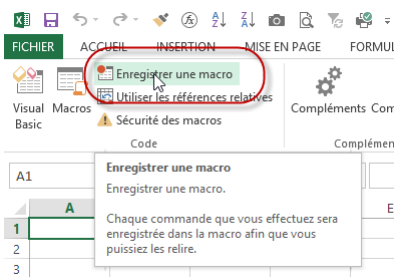 FICHIER ACCUEIL INSERTION MISE EN PAGE FORMUL
Enregistrer une macro
Utiliser les références relatives
Sécurité des macros
Visual Basic
Macros
Compléments Com
Code
Complémen
A1
Enregistrer une macro
Enregistrer une macro.
Chaque commande que vous effectuez sera
enregistrée dans la macro afin que vous
puissiez les relire.
A
E
1
2
3